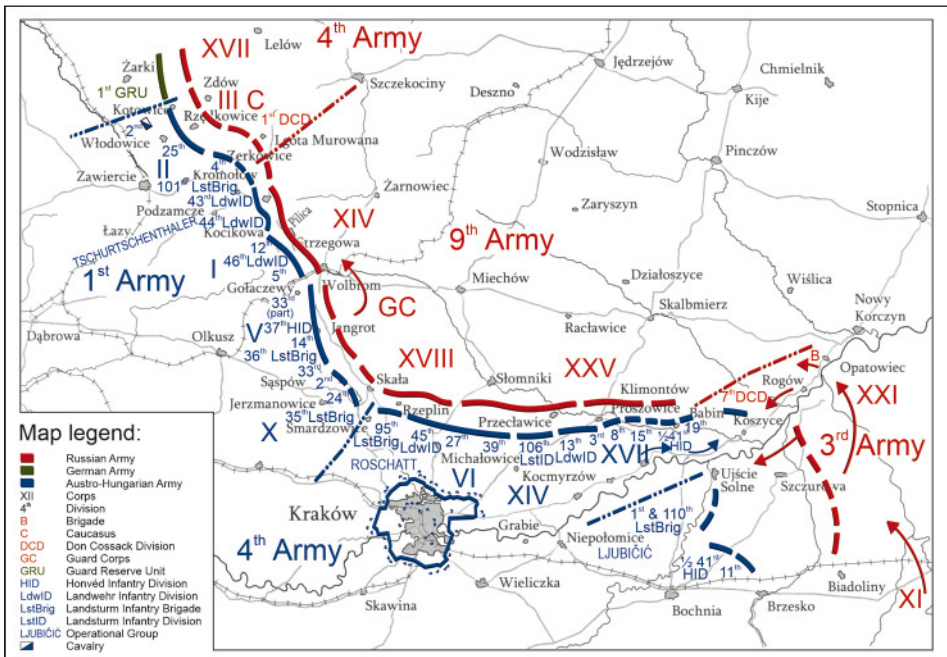 XVII
4th Army
Lelów
Żarki
1st GRU
Zdów
Szczekociny
Jędrzejów
Chmielnik
Kotowice
III C
Rzędkowice
Deszno
Kije
2nd
1st DCD
Włodowice
Lgota Murowana
25th
Żerkowice
Wodzisław
Pińczów
II
4th
Kromołów
Zawiercie
101 LstBrig
43rd LdwID
Żarnowiec
Podzamcze
Zaryszyn
Stopnica
44th LdwID
XIV
Łazy
Kocikowa
Pilica
TSCHURTSCHENTHALER
Strzegowa
9th Army
12th
1st Army
I
46th LdwID
5th
Działoszyce
Wiślica
Gołaczewy
Wolbrom
Miechów
GC
Skalbmierz
Nowy
Korczyn
33rd
(part)
V
37th HID
Jangrot
Racławice
Dąbrowa
Olkusz
14th
36th LstBrig
XVIII
XXV
B
Opatowiec
33rd
Sąspów
2nd
Skała
Słomniki
Klimontów
7th DCD
Rogów
XXI
Jerzmanowice
24th
35th LstBrig
Rzeplin
Proszowice
Babin
Koszyce
X
Smardzowice
Przecławice
95th
LstBrig
45th
LdwID
27th
39th
106th
LstID
13th
LdwID
3rd
8th
15th
½41
HID
19th
XVII
3rd Army
ROSCHATT
Michałowice
VI
Kocmyrzów
XIV
Ujście
Solne
Szczurowa
Kraków
4th Army
Grabie
Niepołomice
1st & 110th
LstBrig
LJUBIČIĆ
½ 41st
HID
11th
Wieliczka
Skawina
Bochnia
Brzesko
Biadoliny
XI
Map legend:
Russian Army
German Army
Austro-Hungarian Army
XII Corps
4th Division
B Brigade
C Caucasus
DCD Don Cossack Division
GC Guard Corps
GRU Guard Reserve Unit
HID Honvéd Infantry Division
LdwID Landwehr Infantry Division
LstBrig Landsturm Infantry Brigade
LstID Landsturm Infantry Division
LJUBIČIĆ Operational Group
Cavalry